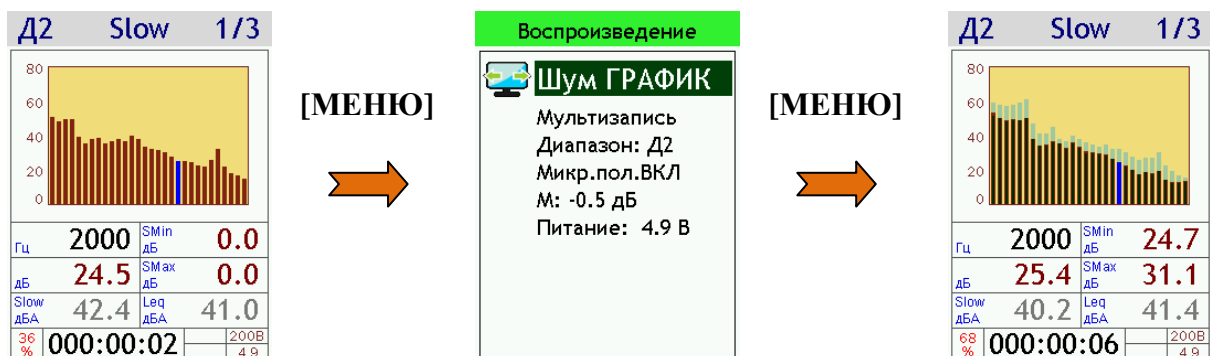 Д2 Slow 1/3
80
60
40
20
0
Гц 2000 SMin дБ 0.0
дБ 24.5 SMax дБ 0.0
Slow дБА 42.4 Leq дБА 41.0
36 % 000:00:02 200В 4.9
[МЕНЮ]
Воспроизведение
Шум ГРАФИК
Мультизапись
Диапазон: Д2
Микр.пол.ВКЛ
М: -0.5 дБ
Питание: 4.9 В
[МЕНЮ]
Д2 Slow 1/3
80
60
40
20
0
Гц 2000 SMin дБ 24.7
дБ 25.4 SMax дБ 31.1
Slow дБА 40.2 Leq дБА 41.4
68 % 000:00:06 200В 4.9